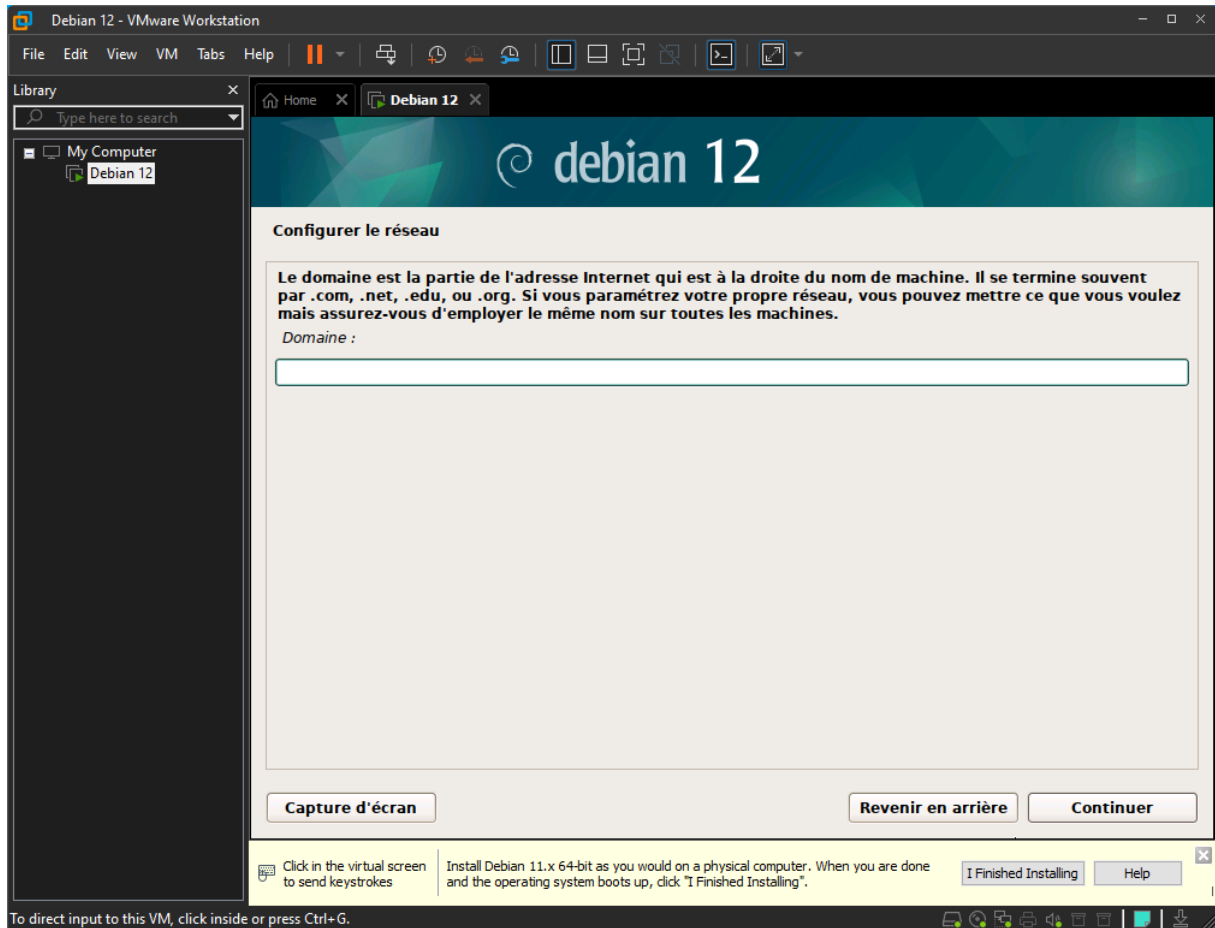 Debian 12 - VMware Workstation
File Edit View VM Tabs Help
Library
Type here to search
My Computer
Debian 12
Home
Debian 12
debian 12
Configurer le réseau
Le domaine est la partie de l'adresse Internet qui est à la droite du nom de machine. Il se termine souvent
par .com, .net, .edu, ou .org. Si vous paramétrez votre propre réseau, vous pouvez mettre ce que vous voulez
mais assurez-vous d'employer le même nom sur toutes les machines.
Domaine :
Capture d'écran
Revenir en arrière
Continuer
Click in the virtual screen
to send keystrokes
Install Debian 11.x 64-bit as you would on a physical computer. When you are done
and the operating system boots up, click "I Finished Installing".
I Finished Installing
Help
To direct input to this VM, click inside or press Ctrl+G.